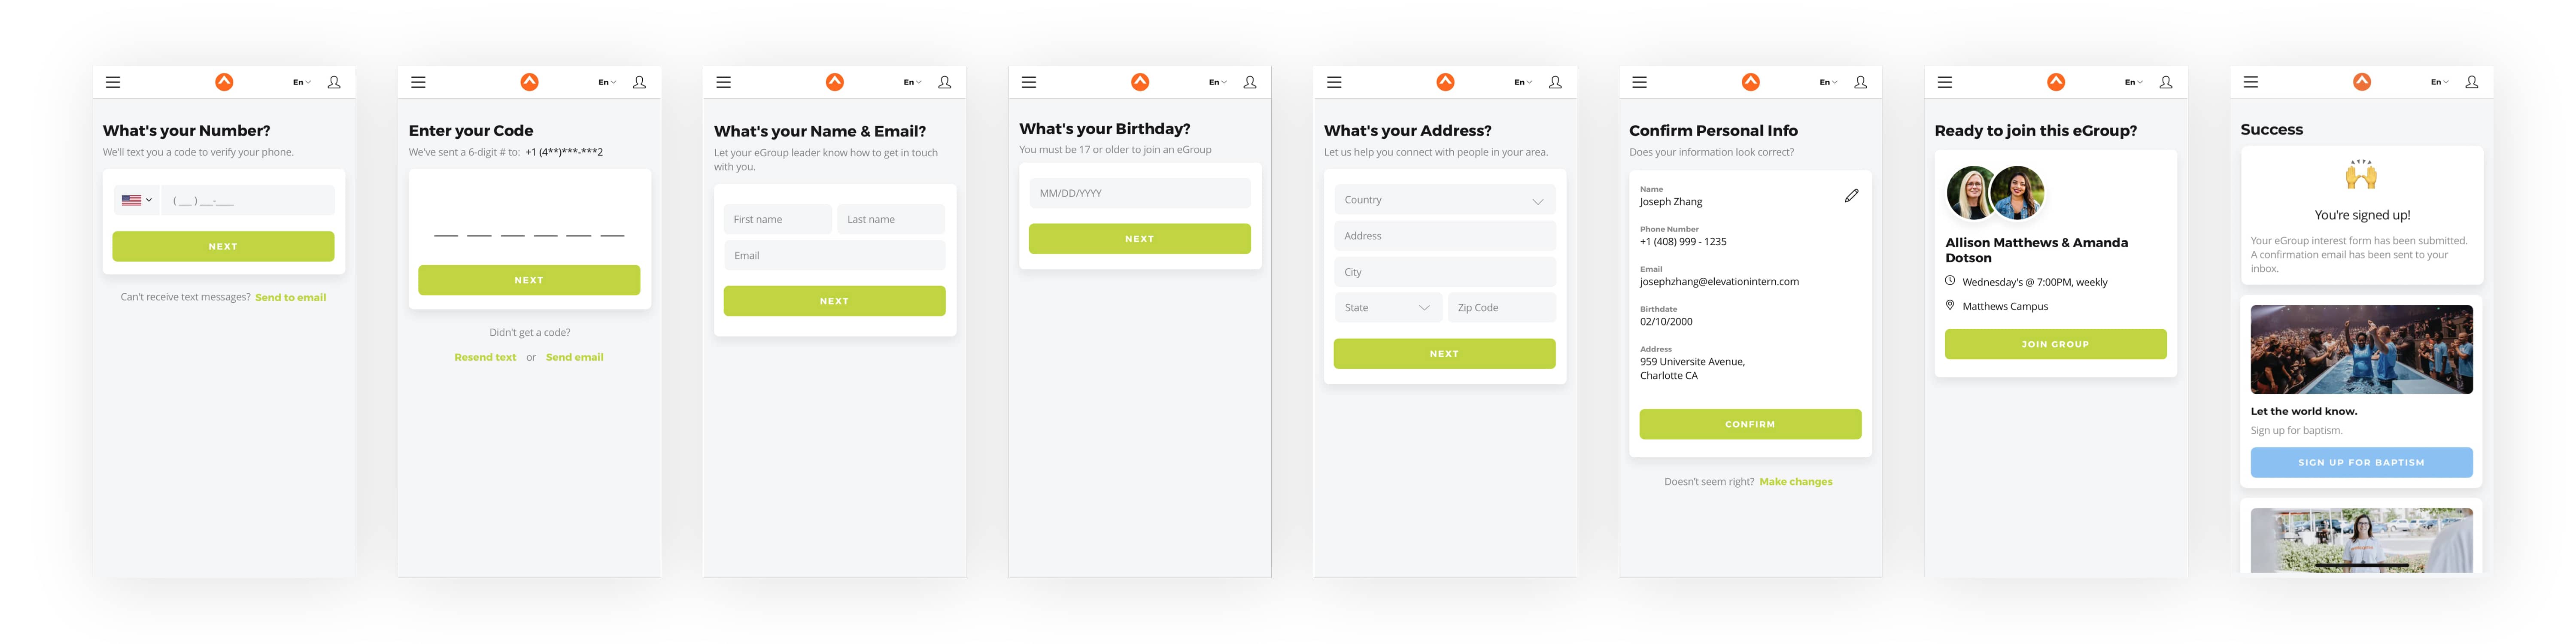 En
What's your Number?
We'll text you a code to verify your phone.
( __ ) __-___
NEXT
Can't receive text messages? Send to email
En
Enter your Code
We've sent a 6-digit # to: +1 (4**)***-***2
NEXT
Didn't get a code?
Resend text or Send email
En
What's your Name & Email?
Let your eGroup leader know how to get in touch
with you.
First name Last name
Email
NEXT
En
What's your Birthday?
You must be 17 or older to join an eGroup
MM/DD/YYYY
NEXT
En
What's your Address?
Let us help you connect with people in your area.
Country
Address
City
State Zip Code
NEXT
En
Confirm Personal Info
Does your information look correct?
Name
Joseph Zhang
Phone Number
+1 (408) 999 - 1235
Email
josephzhang@elevationintern.com
Birthdate
02/10/2000
Address
959 Universite Avenue,
Charlotte CA
CONFIRM
Doesn't seem right? Make changes
En
Ready to join this eGroup?
Allison Matthews & Amanda
Dotson
Wednesday's @ 7:00PM, weekly
Matthews Campus
JOIN GROUP
En
Success
You're signed up!
Your eGroup interest form has been submitted.
A confirmation email has been sent to your
inbox.
Let the world know.
Sign up for baptism.
SIGN UP FOR BAPTISM